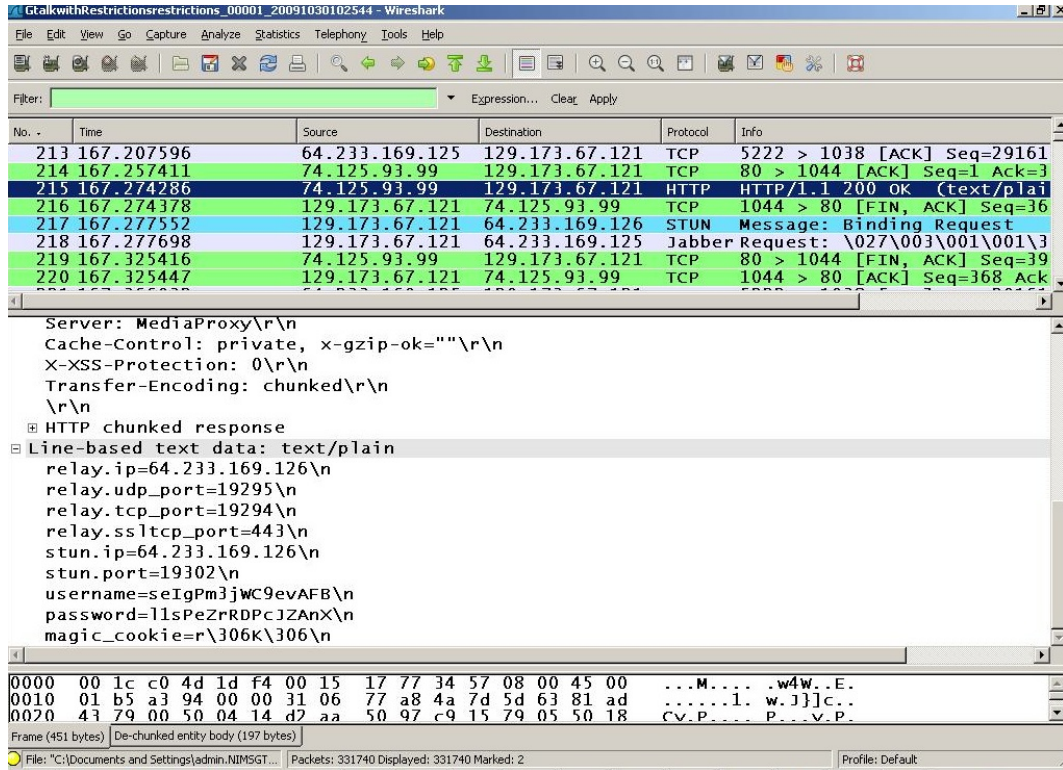 GtalkwithRestrictionsrestrictions_00001_20091030102544 - Wireshark
File Edit View Go Capture Analyze Statistics Telephony Tools Help
Filter: Expression... Clear Apply
No. - Time Source Destination Protocol Info
213 167.207596 64.233.169.125 129.173.67.121 TCP 5222 > 1038 [ACK] Seq=29161
214 167.257411 74.125.93.99 129.173.67.121 TCP 80 > 1044 [ACK] Seq=1 Ack=3
215 167.274286 74.125.93.99 129.173.67.121 HTTP HTTP/1.1 200 OK (text/plai
216 167.274378 129.173.67.121 74.125.93.99 TCP 1044 > 80 [FIN, ACK] Seq=36
217 167.277552 129.173.67.121 64.233.169.126 STUN Message: Binding Request
218 167.277698 129.173.67.121 64.233.169.125 Jabber Request: \027\003\001\001\3
219 167.325416 74.125.93.99 129.173.67.121 TCP 80 > 1044 [FIN, ACK] Seq=39
220 167.325447 129.173.67.121 74.125.93.99 TCP 1044 > 80 [ACK] Seq=368 Ack
Server: MediaProxy\r\n
Cache-Control: private, x-gzip-ok=""\r\n
X-XSS-Protection: 0\r\n
Transfer-Encoding: chunked\r\n
\r\n
HTTP chunked response
Line-based text data: text/plain
relay.ip=64.233.169.126\n
relay.udp_port=19295\n
relay.tcp_port=19294\n
relay.ssltcp_port=443\n
stun.ip=64.233.169.126\n
stun.port=19302\n
username=seIgPm3jWC9evAFB\n
password=l1sPeZrRDPcJZAnX\n
magic_cookie=r\306K\306\n
0000 00 1c c0 4d 1d f4 00 15 17 77 34 57 08 00 45 00 ...M.... .w4W..E.
0010 01 b5 a3 94 00 00 31 06 77 a8 4a 7d 5d 63 81 ad ......1. w.J}]c..
0020 43 79 00 50 04 14 d2 aa 50 97 c9 15 79 05 50 18 Cy.P.... P...y.P.
Frame (451 bytes) De-chunked entity body (197 bytes)
File: "C:\Documents and Settings\admin.NIMSGT... Packets: 331740 Displayed: 331740 Marked: 2 Profile: Default